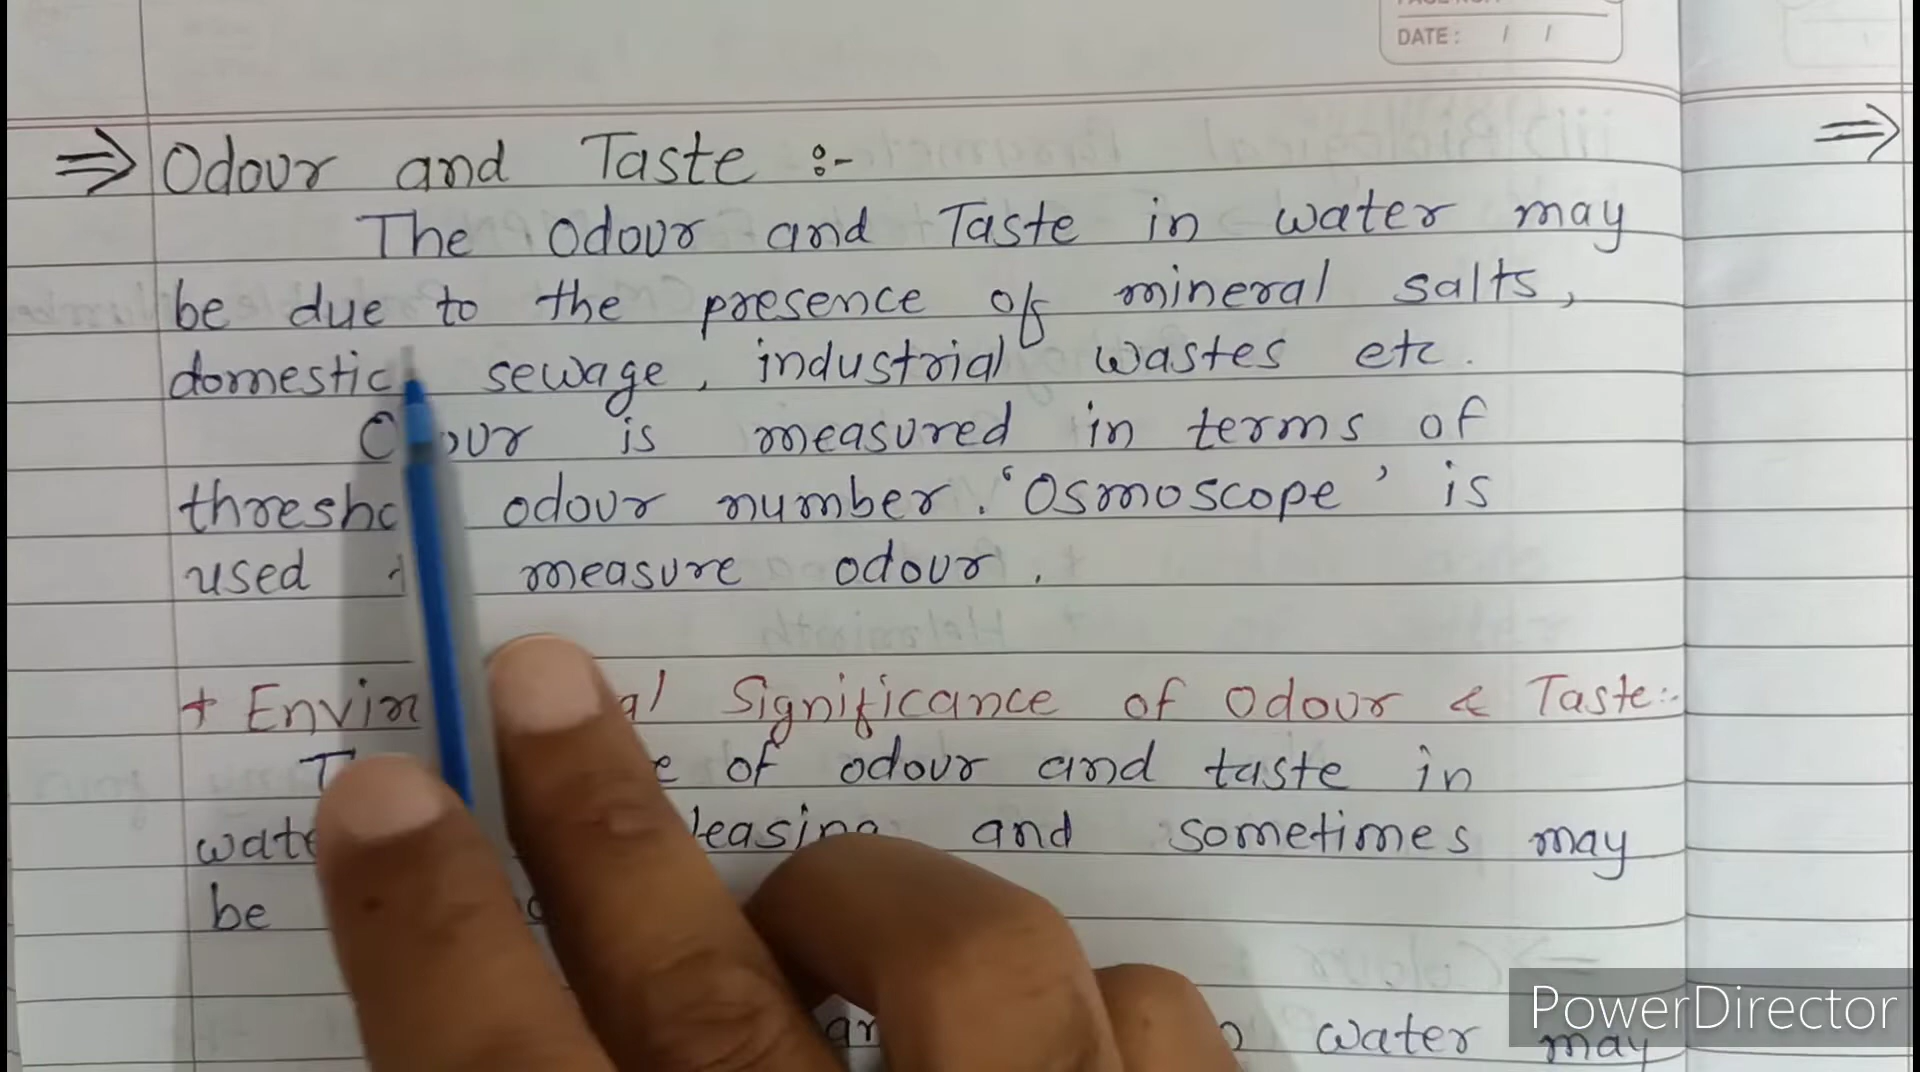 DATE : / /
⇒ Odour and Taste :-
The Odour and Taste in water may
be due to the presence of mineral salts,
domestic sewage, industrial wastes etc.
is measured in terms of
odour number. 'Osmoscope' is
used measure odour.
+ Significance of Odour & Taste:-
of odour and taste in
and sometimes may
be
water may
PowerDirector